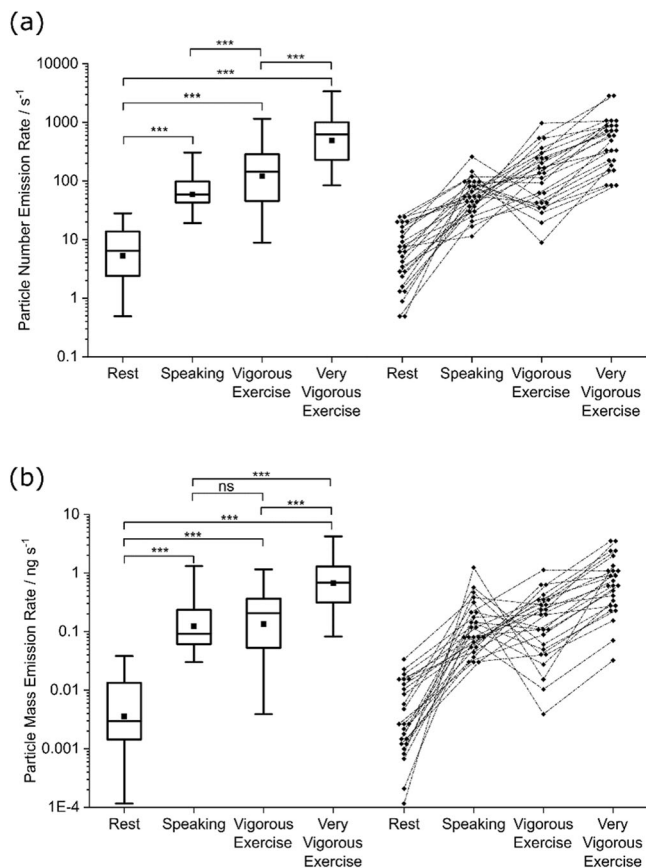 (a)
***
***
***
***
***
10000
1000
100
10
1
0.1
Particle Number Emission Rate / s⁻¹
Rest
Speaking
Vigorous
Exercise
Very
Vigorous
Exercise
Rest
Speaking
Vigorous
Exercise
Very
Vigorous
Exercise
(b)
***
ns
***
***
***
***
10
1
0.1
0.01
0.001
1E-4
Particle Mass Emission Rate / ng s⁻¹
Rest
Speaking
Vigorous
Exercise
Very
Vigorous
Exercise
Rest
Speaking
Vigorous
Exercise
Very
Vigorous
Exercise